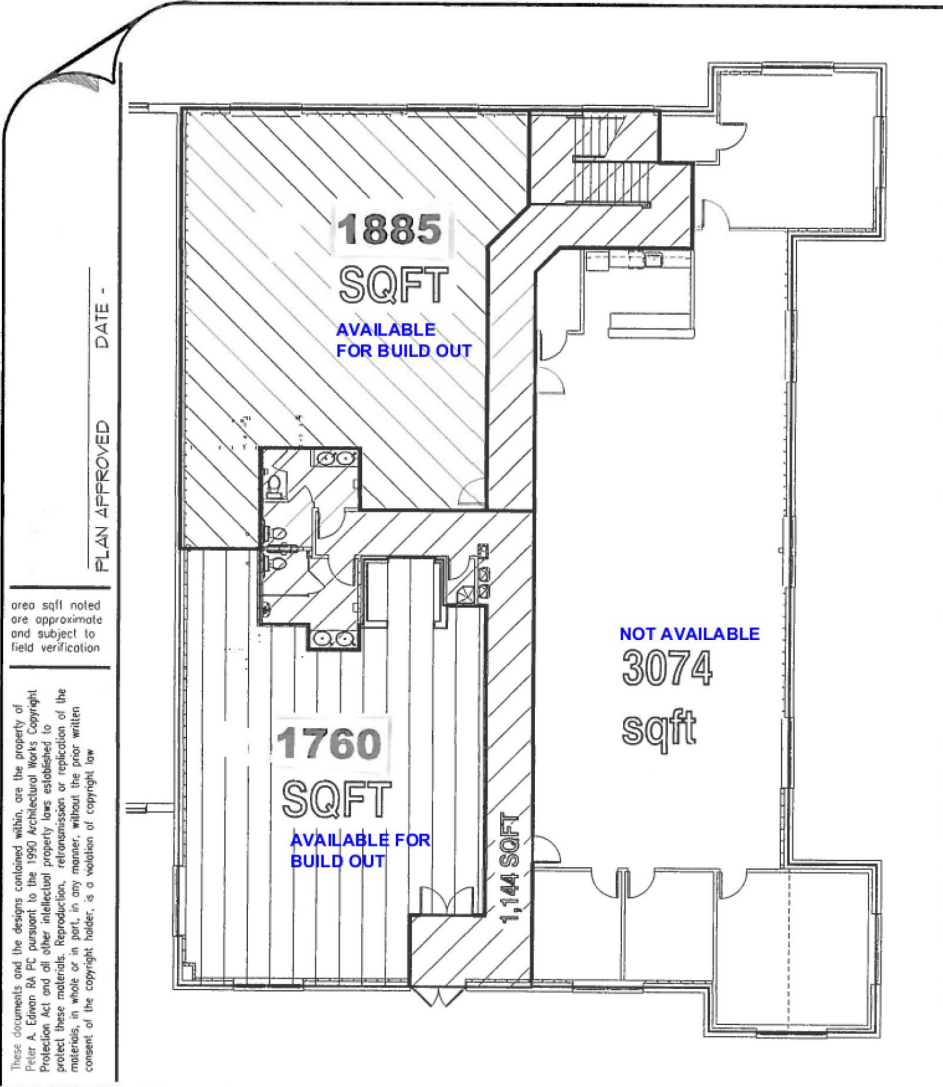 PLAN APPROVED DATE -
area sqft noted
are approximate
and subject to
field verification
These documents and the designs contained within, are the property of
Peter A. Edivan RA PC pursuant to the 1990 Architectural Works Copyright
Protection Act and all other intellectual property laws established to
protect these materials. Reproduction, retransmission or replication of the
materials, in whole or in part, in any manner, without the prior written
consent of the copyright holder, is a violation of copyright law
1885
SQFT
AVAILABLE
FOR BUILD OUT
NOT AVAILABLE
3074
sqft
1760
SQFT
AVAILABLE FOR
BUILD OUT
1,144 SQFT